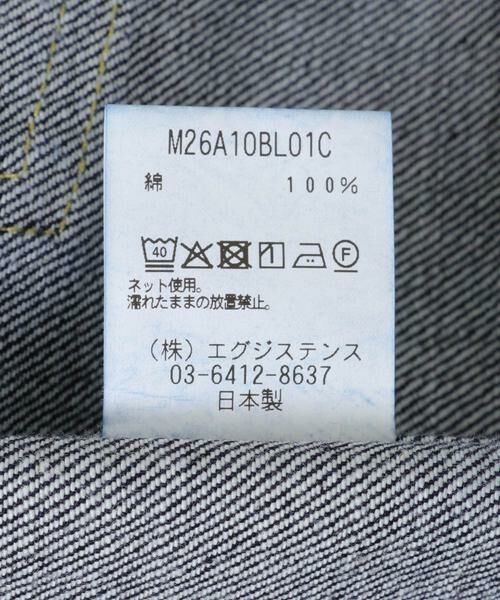 M26A10BL01C
綿 100%
40 F
ネット使用。
濡れたままの放置禁止。
（株）エグジステンス
03-6412-8637
日本製